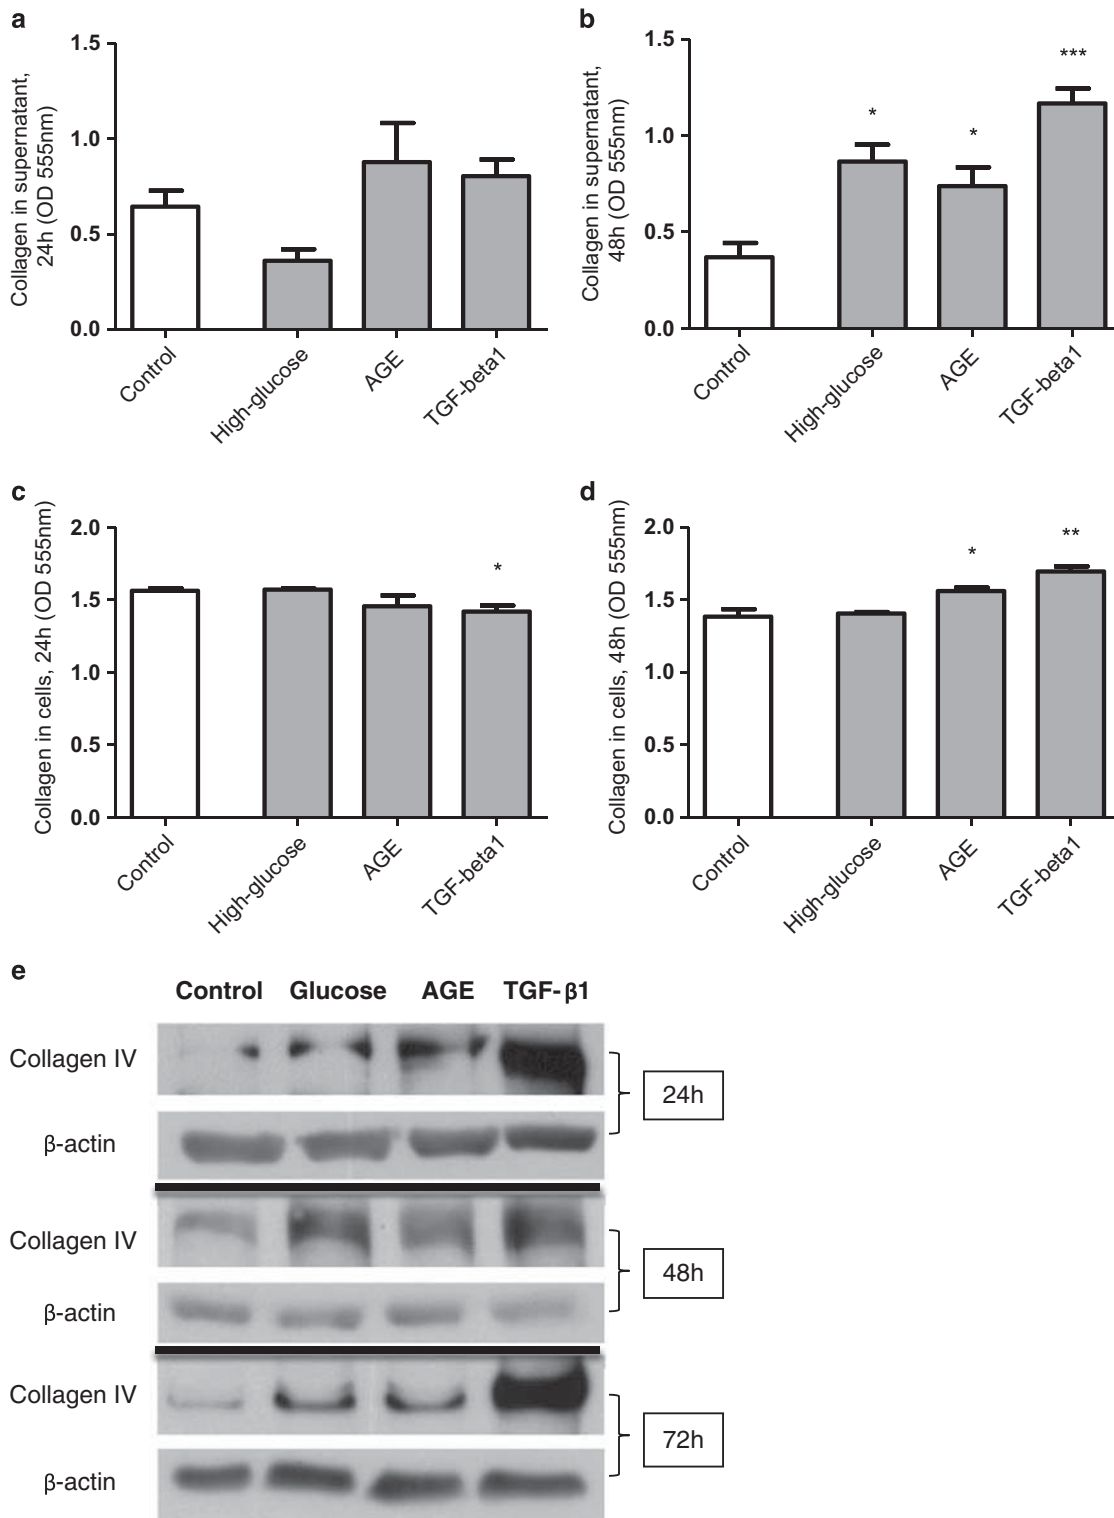 a
Collagen in supernatant,
24h (OD 555nm)
1.5
1.0
0.5
0.0
Control
High-glucose
AGE
TGF-beta1
b
Collagen in supernatant,
48h (OD 555nm)
1.5
1.0
0.5
0.0
*
*
***
Control
High-glucose
AGE
TGF-beta1
c
Collagen in cells, 24h (OD 555nm)
2.0
1.5
1.0
0.5
0.0
*
Control
High-glucose
AGE
TGF-beta1
d
Collagen in cells, 48h (OD 555nm)
2.0
1.5
1.0
0.5
0.0
*
**
Control
High-glucose
AGE
TGF-beta1
e
Control Glucose AGE TGF-β1
Collagen IV
24h
β-actin
Collagen IV
48h
β-actin
Collagen IV
72h
β-actin